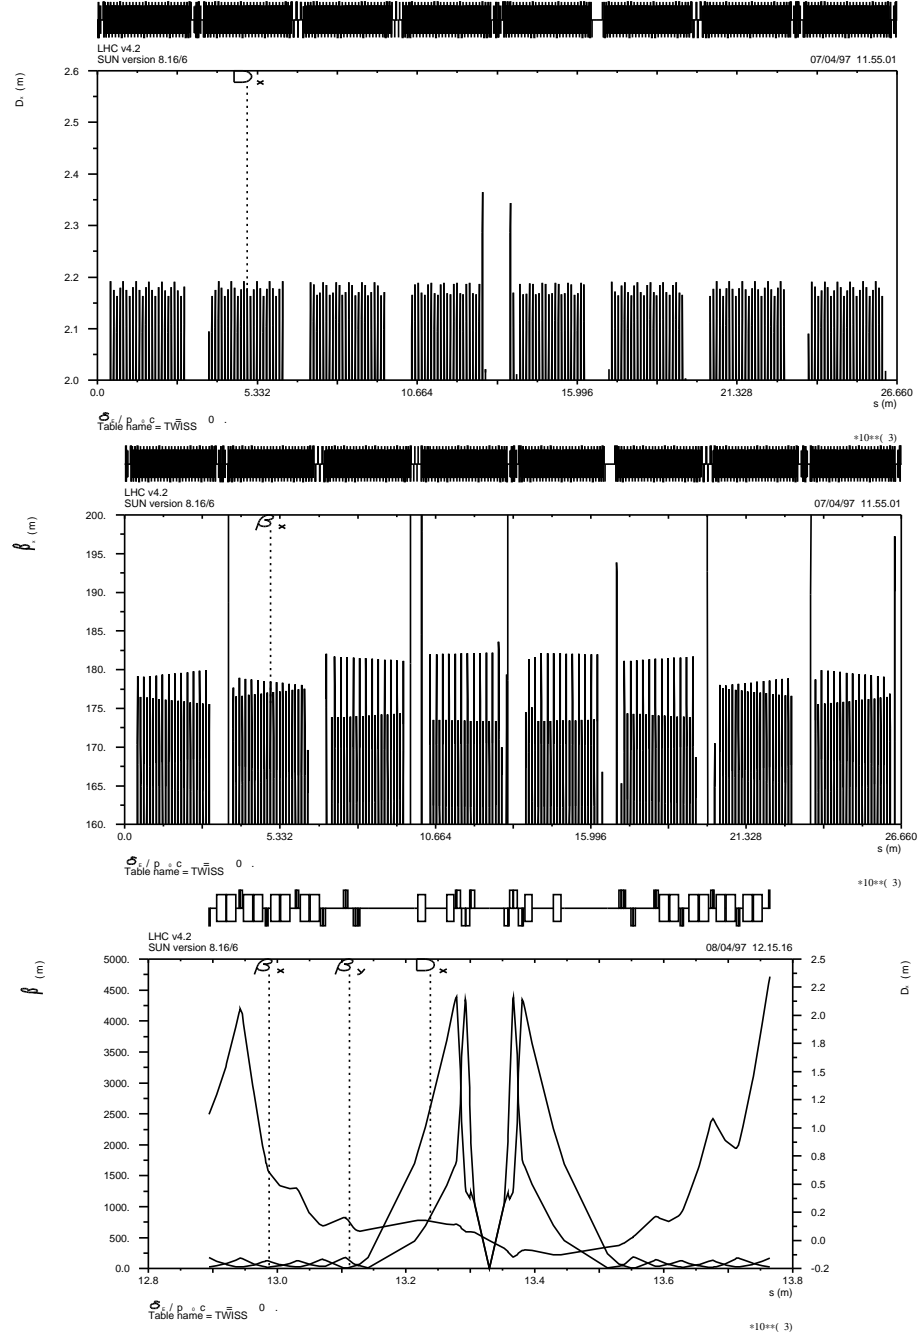 LHC v4.2
SUN version 8.16/6 07/04/97 11.55.01
D x
D (m)
2.6
2.5
2.4
2.3
2.2
2.1
2.0
0.0 5.332 10.664 15.996 21.328 26.660
s (m)
/ p c = 0 .
Table name = TWISS
*10**( 3)
LHC v4.2
SUN version 8.16/6 07/04/97 11.55.01
β x
β (m)
200.
195.
190.
185.
180.
175.
170.
165.
160.
0.0 5.332 10.664 15.996 21.328 26.660
s (m)
/ p c = 0 .
Table name = TWISS
*10**( 3)
LHC v4.2
SUN version 8.16/6 08/04/97 12.15.16
β x β y D x
β (m)
D (m)
5000. 2.5
4500. 2.2
4000. 2.0
3500. 1.8
3000. 1.5
2500. 1.2
2000. 1.0
1500. 0.8
1000. 0.5
500. 0.2
0.0 0.0
-0.2
12.8 13.0 13.2 13.4 13.6 13.8
s (m)
/ p c = 0 .
Table name = TWISS
*10**( 3)